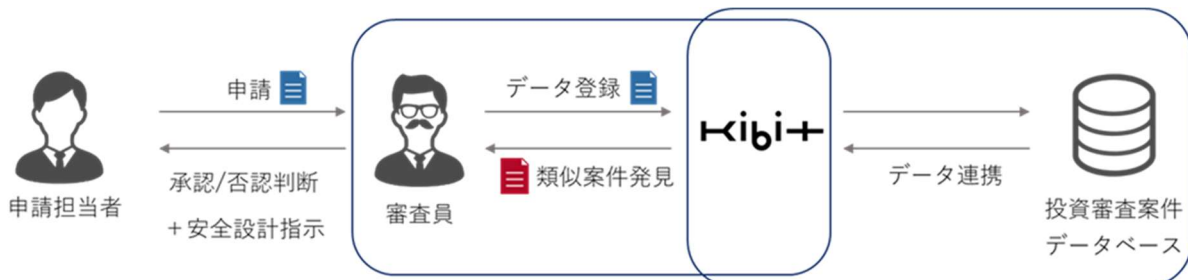 申請
データ登録
kibit
承認/否認判断
+安全設計指示
類似案件発見
データ連携
申請担当者
審査員
投資審査案件
データベース